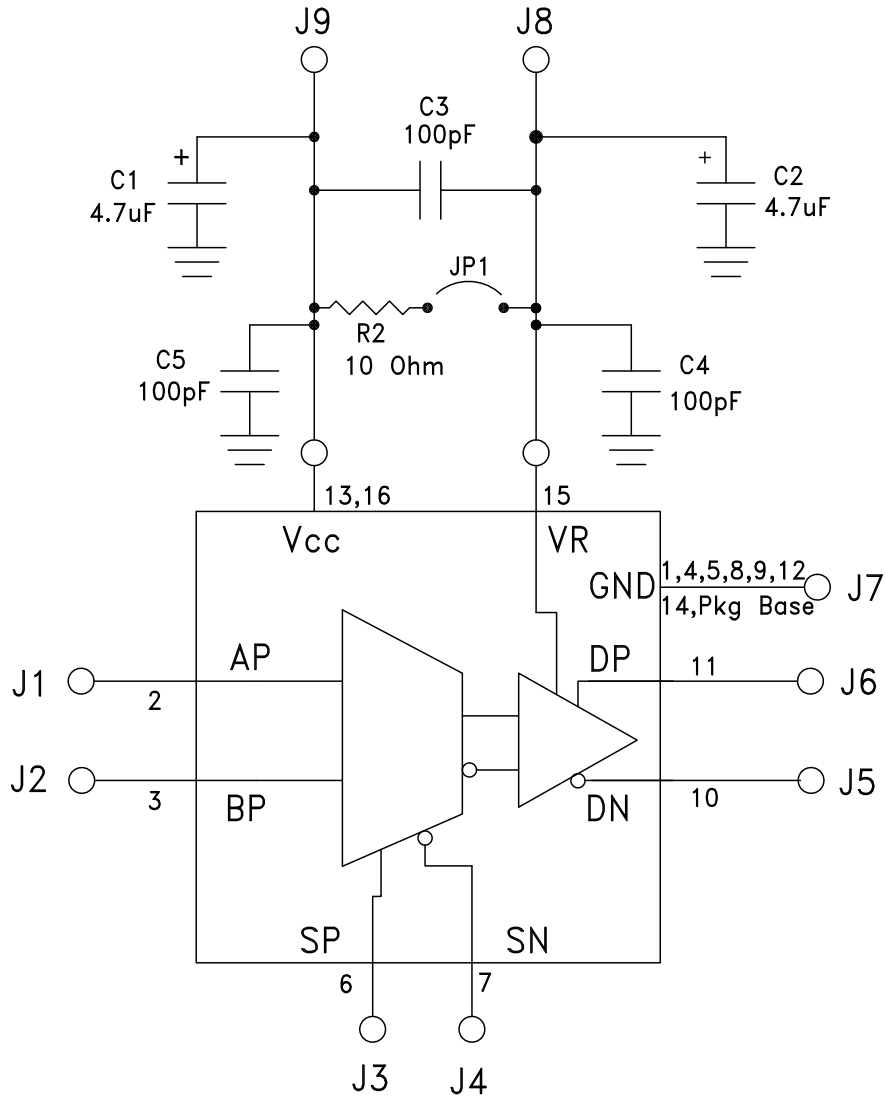 J9
J8
C3
100pF
+
+
C1
4.7uF
C2
4.7uF
JP1
R2
10 Ohm
C5
100pF
C4
100pF
13,16
15
Vcc
VR
GND
1,4,5,8,9,12
14,Pkg Base
J7
AP
DP
11
J1
2
J6
J2
3
BP
DN
10
J5
SP
SN
6
7
J3
J4